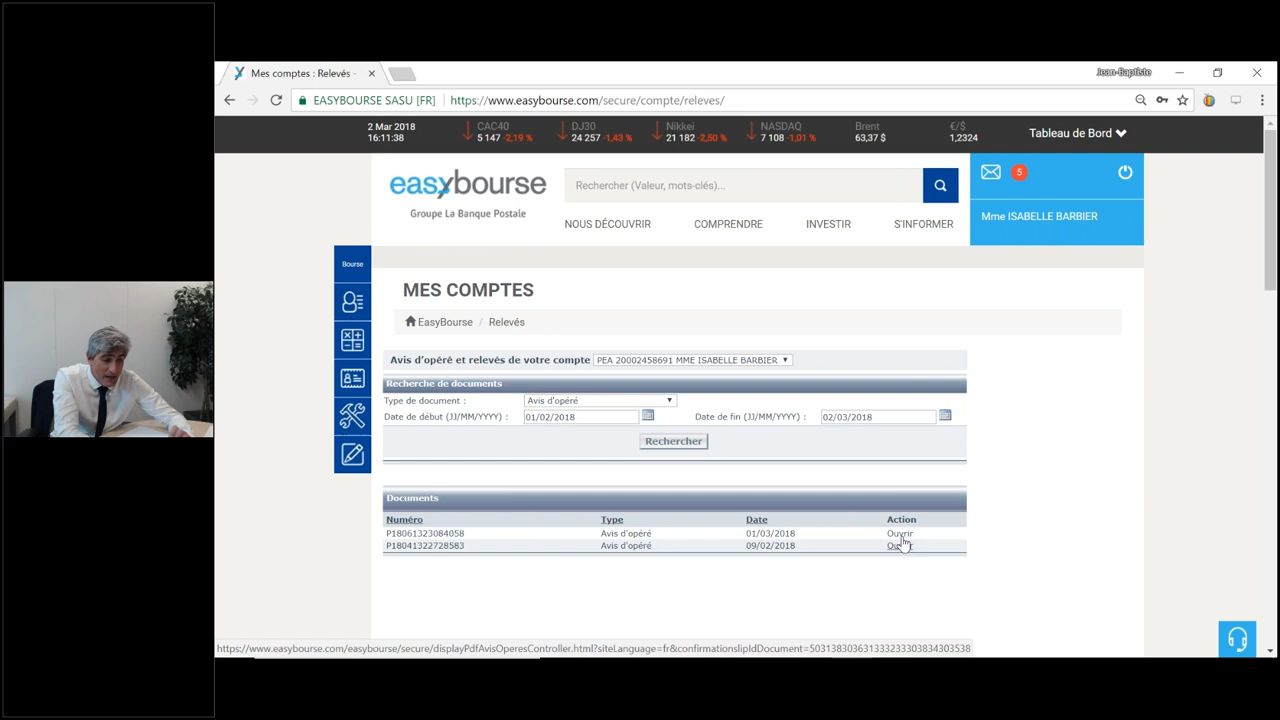 Mes comptes : Relevés -
Jean-Baptiste
EASYBOURSE SASU [FR] https://www.easybourse.com/secure/compte/releves/
2 Mar 2018
16:11:38
CAC40
5 147 -2,19 %
DJ30
24 257 -1,43 %
Nikkei
21 182 -2,50 %
NASDAQ
7 108 -1,01 %
Brent
63,37 $
€/$
1,2324
Tableau de Bord
easybourse
Groupe La Banque Postale
Rechercher (Valeur, mots-clés)...
5
Mme ISABELLE BARBIER
NOUS DÉCOUVRIR COMPRENDRE INVESTIR S'INFORMER
Bourse
MES COMPTES
EasyBourse / Relevés
Avis d'opéré et relevés de votre compte PEA 20002458691 MME ISABELLE BARBIER
Recherche de documents
Type de document : Avis d'opéré
Date de début (JJ/MM/YYYY) : 01/02/2018 Date de fin (JJ/MM/YYYY) : 02/03/2018
Rechercher
Documents
Numéro Type Date Action
P18061323084058 Avis d'opéré 01/03/2018 Ouvrir
P18041322728583 Avis d'opéré 09/02/2018
https://www.easybourse.com/easybourse/secure/displayPdfAvisOperesController.html?siteLanguage=fr&confirmationslipIdDocument=503138303631333233303834303538